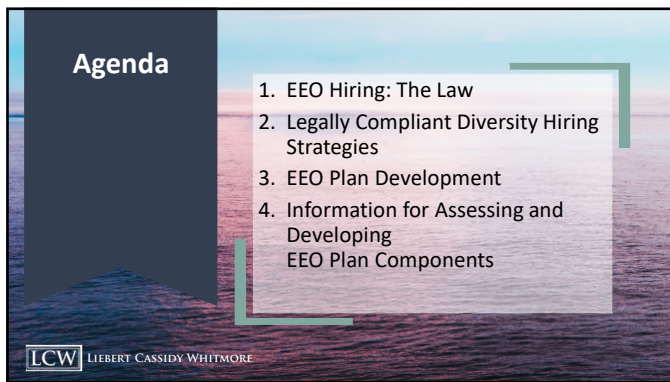 Agenda
1. EEO Hiring: The Law
2. Legally Compliant Diversity Hiring
Strategies
3. EEO Plan Development
4. Information for Assessing and
Developing
EEO Plan Components
LCW LIEBERT CASSIDY WHITMORE